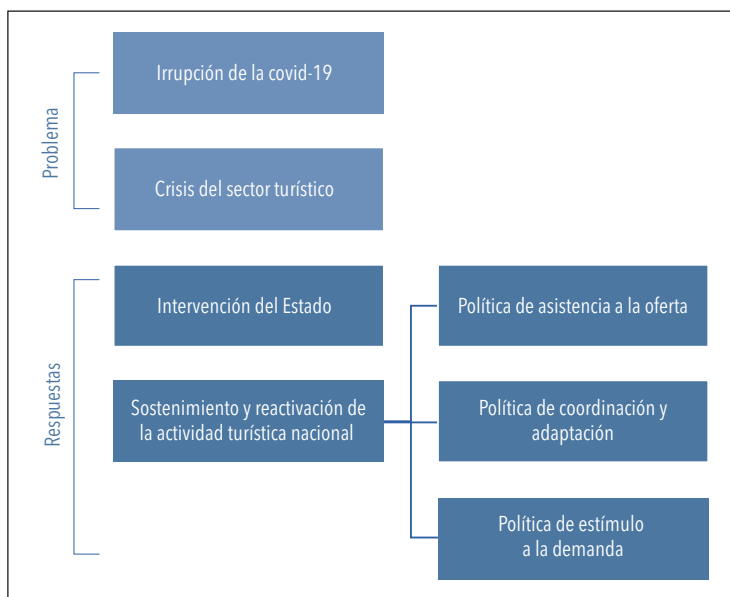 Problema
Irrupción de la covid-19
Crisis del sector turístico
Respuestas
Intervención del Estado
Sostenimiento y reactivación de
la actividad turística nacional
Política de asistencia a la oferta
Política de coordinación y
adaptación
Política de estímulo
a la demanda